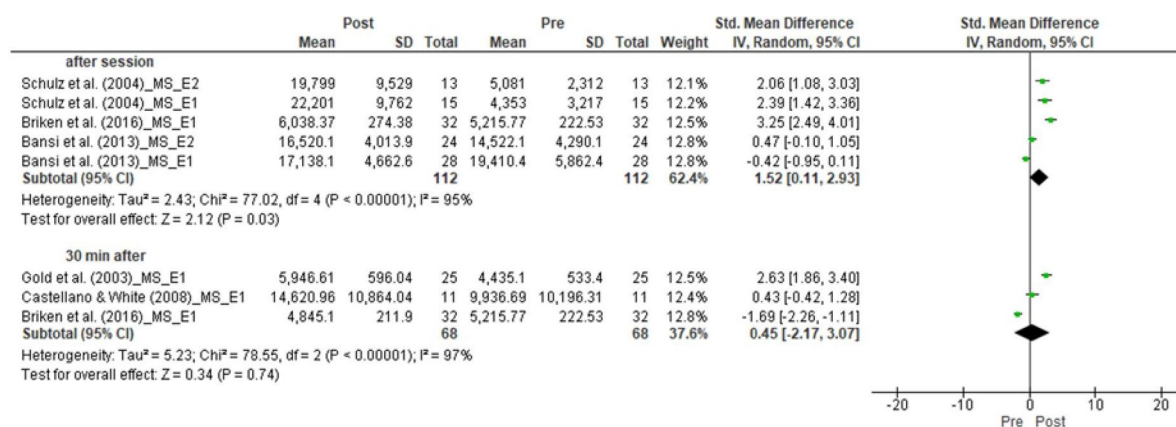 Post Pre Std. Mean Difference Std. Mean Difference
Mean SD Total Mean SD Total Weight IV, Random, 95% CI IV, Random, 95% CI
after session
Schulz et al. (2004)_MS_E2 19,799 9,529 13 5,081 2,312 13 12.1% 2.06 [1.08, 3.03]
Schulz et al. (2004)_MS_E1 22,201 9,762 15 4,353 3,217 15 12.2% 2.39 [1.42, 3.36]
Briken et al. (2016)_MS_E1 6,038.37 274.38 32 5,215.77 222.53 32 12.5% 3.25 [2.49, 4.01]
Bansi et al. (2013)_MS_E2 16,520.1 4,013.9 24 14,522.1 4,290.1 24 12.8% 0.47 [-0.10, 1.05]
Bansi et al. (2013)_MS_E1 17,138.1 4,662.6 28 19,410.4 5,862.4 28 12.8% -0.42 [-0.95, 0.11]
Subtotal (95% CI) 112 112 62.4% 1.52 [0.11, 2.93]
Heterogeneity: Tau² = 2.43; Chi² = 77.02, df = 4 (P < 0.00001); I² = 95%
Test for overall effect: Z = 2.12 (P = 0.03)
30 min after
Gold et al. (2003)_MS_E1 5,946.61 596.04 25 4,435.1 533.4 25 12.5% 2.63 [1.86, 3.40]
Castellano & White (2008)_MS_E1 14,620.96 10,864.04 11 9,936.69 10,196.31 11 12.4% 0.43 [-0.42, 1.28]
Briken et al. (2016)_MS_E1 4,845.1 211.9 32 5,215.77 222.53 32 12.8% -1.69 [-2.26, -1.11]
Subtotal (95% CI) 68 68 37.6% 0.45 [-2.17, 3.07]
Heterogeneity: Tau² = 5.23; Chi² = 78.55, df = 2 (P < 0.00001); I² = 97%
Test for overall effect: Z = 0.34 (P = 0.74)
-20 -10 0 10 20
Pre Post